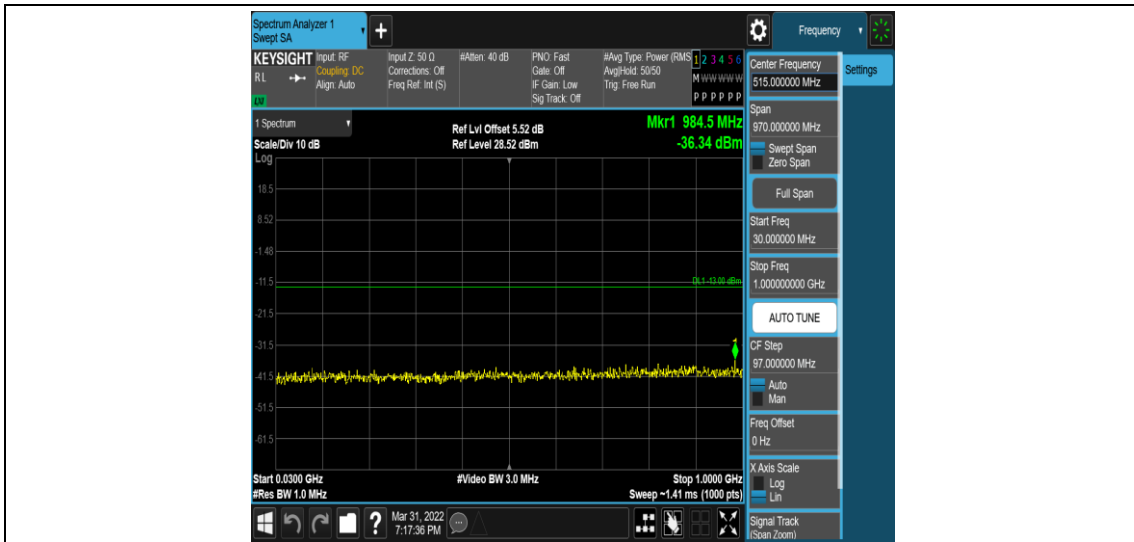 Spectrum Analyzer 1
Swept SA
+
Frequency
KEYSIGHT
RL
LXI
Input: RF
Coupling: DC
Align: Auto
Input Z: 50 Ω
Corrections: Off
Freq Ref: Int (S)
#Atten: 40 dB
PNO: Fast
Gate: Off
IF Gain: Low
Sig Track: Off
#Avg Type: Power (RMS
Avg|Hold: 50/50
Trig: Free Run
1 2 3 4 5 6
M W W W W W
P P P P P P
Center Frequency
515.000000 MHz
Settings
1 Spectrum
Scale/Div 10 dB
Ref Lvl Offset 5.52 dB
Ref Level 28.52 dBm
Mkr1 984.5 MHz
-36.34 dBm
Span
970.000000 MHz
Swept Span
Zero Span
Full Span
Start Freq
30.000000 MHz
Stop Freq
1.000000000 GHz
AUTO TUNE
CF Step
97.000000 MHz
Auto
Man
Freq Offset
0 Hz
X Axis Scale
Log
Lin
Signal Track
(Span Zoom)
Log
18.5
8.52
-1.48
-11.5
DL1 -13.00 dBm
-21.5
-31.5
1
-41.5
-51.5
-61.5
Start 0.0300 GHz
#Res BW 1.0 MHz
#Video BW 3.0 MHz
Stop 1.0000 GHz
Sweep ~1.41 ms (1000 pts)
?
Mar 31, 2022
7:17:36 PM